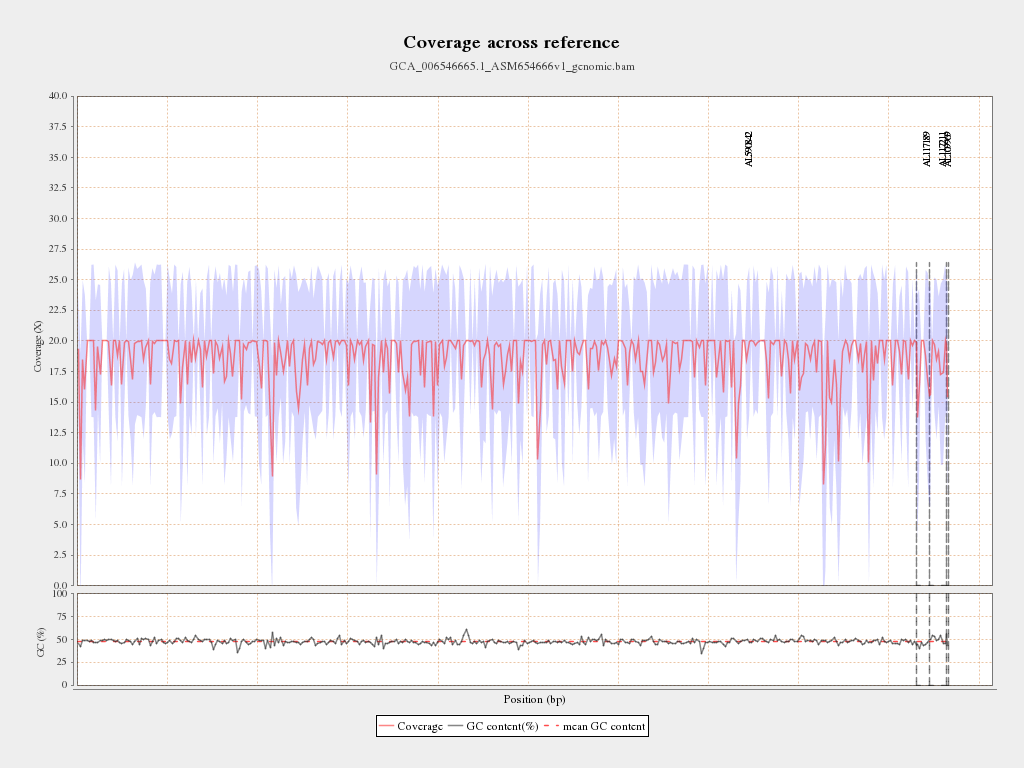 Coverage across reference
GCA_006546665.1_ASM654666v1_genomic.bam
40.0
37.5
35.0
32.5
30.0
27.5
25.0
22.5
20.0
17.5
15.0
12.5
10.0
7.5
5.0
2.5
0.0
Coverage (X)
AL590842
AL117189
AL117211
AL109969
100
75
50
25
0
GC (%)
Position (bp)
Coverage GC content(%) mean GC content